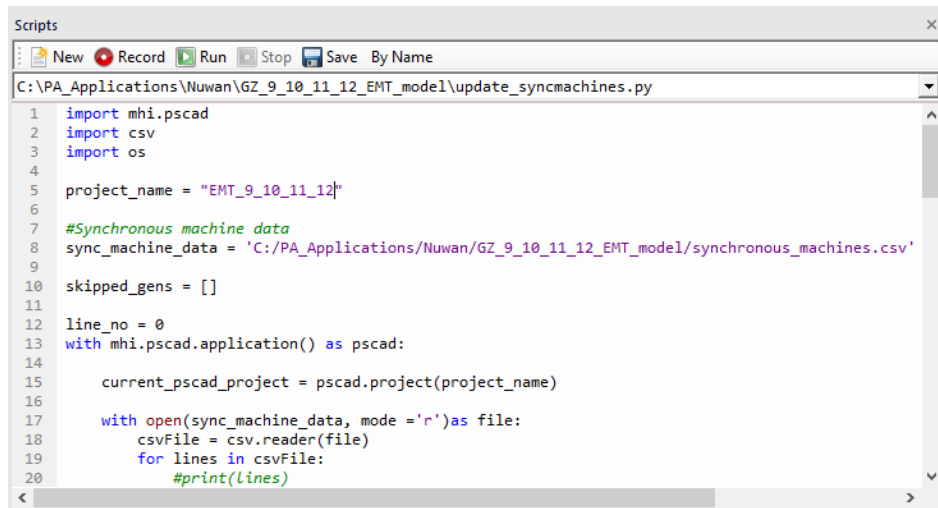 Scripts
New Record Run Stop Save By Name
C:\PA_Applications\Nuwan\GZ_9_10_11_12_EMT_model\update_syncmachines.py
1 import mhi.pscad
2 import csv
3 import os
4
5 project_name = "EMT_9_10_11_12"
6
7 #Synchronous machine data
8 sync_machine_data = 'C:/PA_Applications/Nuwan/GZ_9_10_11_12_EMT_model/synchronous_machines.csv'
9
10 skipped_gens = []
11
12 line_no = 0
13 with mhi.pscad.application() as pscad:
14
15     current_pscad_project = pscad.project(project_name)
16
17     with open(sync_machine_data, mode ='r')as file:
18         csvFile = csv.reader(file)
19         for lines in csvFile:
20             #print(lines)